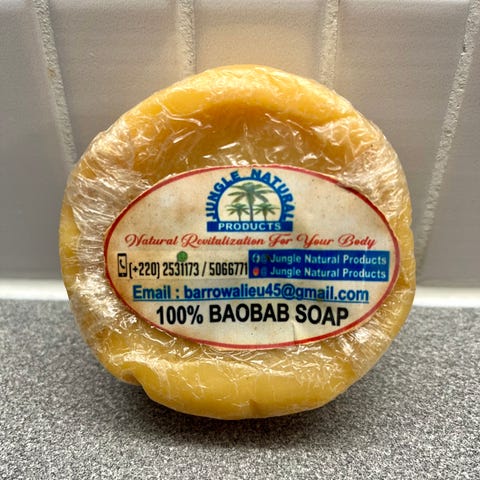 JUNGLE NATURAL
PRODUCTS
Natural Revitalization For Your Body
(+220) 2531173 / 5066771
Jungle Natural Products
Jungle Natural Products
Email : barrowalieu45@gmail.com
100% BAOBAB SOAP